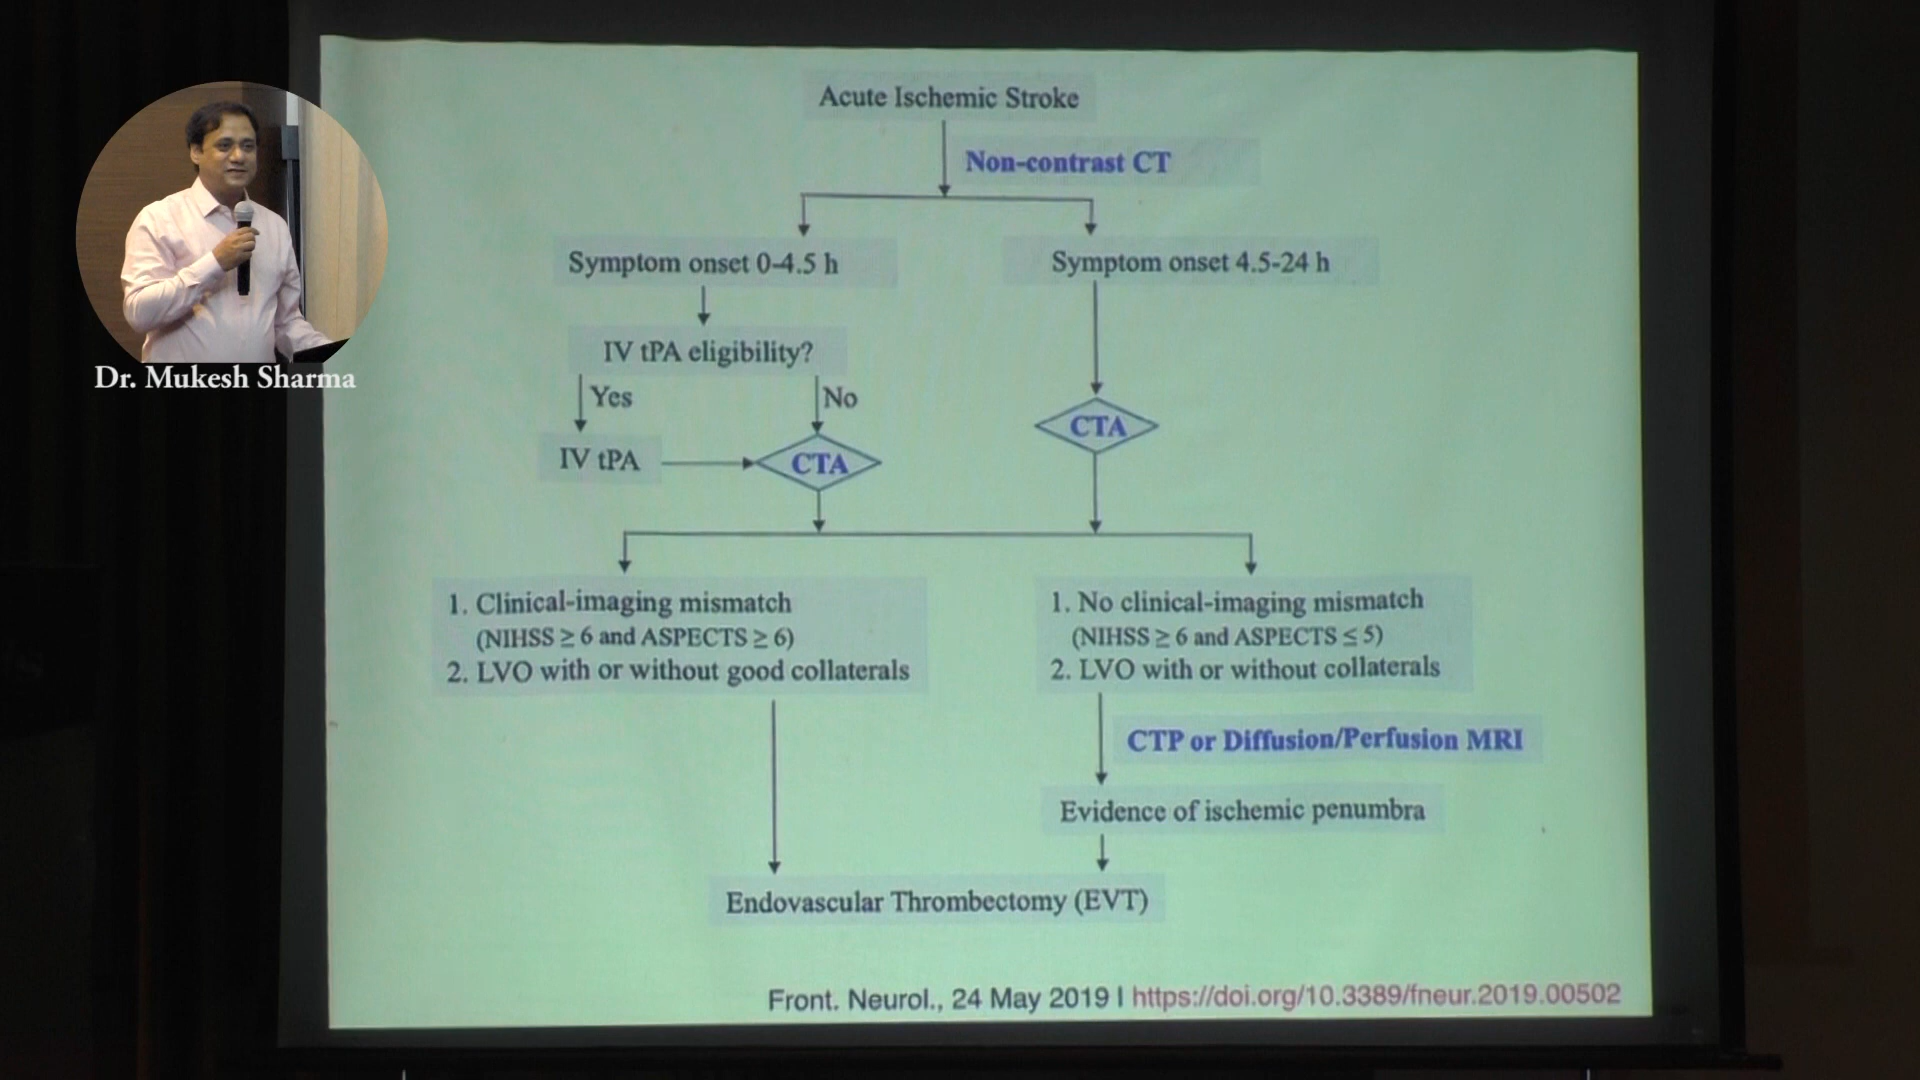 Acute Ischemic Stroke
Non-contrast CT
Symptom onset 0-4.5 h
Symptom onset 4.5-24 h
IV tPA eligibility?
Yes
No
IV tPA
CTA
CTA
Dr. Mukesh Sharma
1. Clinical-imaging mismatch
(NIHSS ≥ 6 and ASPECTS ≥ 6)
2. LVO with or without good collaterals
1. No clinical-imaging mismatch
(NIHSS ≥ 6 and ASPECTS ≤ 5)
2. LVO with or without collaterals
CTP or Diffusion/Perfusion MRI
Evidence of ischemic penumbra
Endovascular Thrombectomy (EVT)
Front. Neurol., 24 May 2019 I https://doi.org/10.3389/fneur.2019.00502